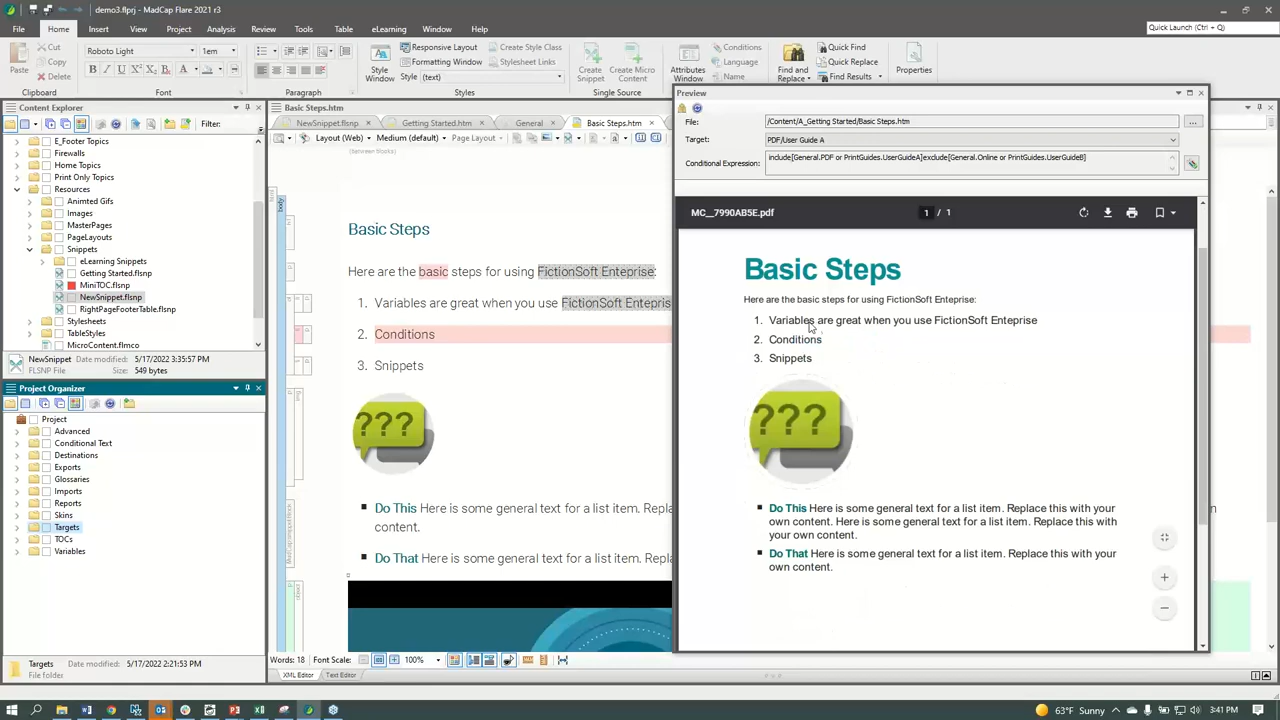 demo3.flprj - MadCap Flare 2021 r3
File
Home
Insert
View
Project
Analysis
Review
Tools
Table
eLearning
Window
Help
Quick Launch (Ctrl + Q)
Paste
Cut
Copy
Delete
Clipboard
Roboto Light
1em
Font
Paragraph
Style Window
Responsive Layout
Formatting Window
Style (text)
Create Style Class
Stylesheet Links
Styles
Create Snippet
Create Micro Content
Single Source
Attributes Window
Conditions
Language
Name
Find and Replace
Quick Find
Quick Replace
Find Results
Properties
Content Explorer
Filter:
E_Footer Topics
Firewalls
Home Topics
Print Only Topics
Resources
Animted Gifs
Images
MasterPages
PageLayouts
Snippets
eLearning Snippets
Getting Started.flsnp
MiniTOC.flsnp
NewSnippet.flsnp
RightPageFooterTable.flsnp
Stylesheets
TableStyles
MicroContent.flmco
NewSnippet Date modified: 5/17/2022 3:35:57 PM
FLSNP File Size: 549 bytes
Project Organizer
Project
Advanced
Conditional Text
Destinations
Exports
Glossaries
Imports
Reports
Skins
Targets
TOCs
Variables
Targets Date modified: 5/17/2022 2:21:53 PM
File folder
Basic Steps.htm
NewSnippet.flsnp
Getting Started.htm
General
Basic Steps.htm
Layout (Web)
Medium (default)
Page Layout
body
Basic Steps
Here are the basic steps for using FictionSoft Enteprise:
1. Variables are great when you use FictionSoft Entepris
2. Conditions
3. Snippets
???
Do This Here is some general text for a list item. Repla
content.
Do That Here is some general text for a list item. Repla
Words: 18 Font Scale: 100%
XML Editor
Text Editor
Preview
File: /Content/A_Getting Started/Basic Steps.htm
Target: PDF/User Guide A
Conditional Expression: include[General.PDF or PrintGuides.UserGuideA]exclude[General.Online or PrintGuides.UserGuideB]
MC__7990AB5E.pdf
1 / 1
Basic Steps
Here are the basic steps for using FictionSoft Enteprise:
1. Variables are great when you use FictionSoft Enteprise
2. Conditions
3. Snippets
???
Do This Here is some general text for a list item. Replace this with your
own content. Here is some general text for a list item. Replace this with
your own content.
Do That Here is some general text for a list item. Replace this with your
own content.
63°F Sunny
3:41 PM